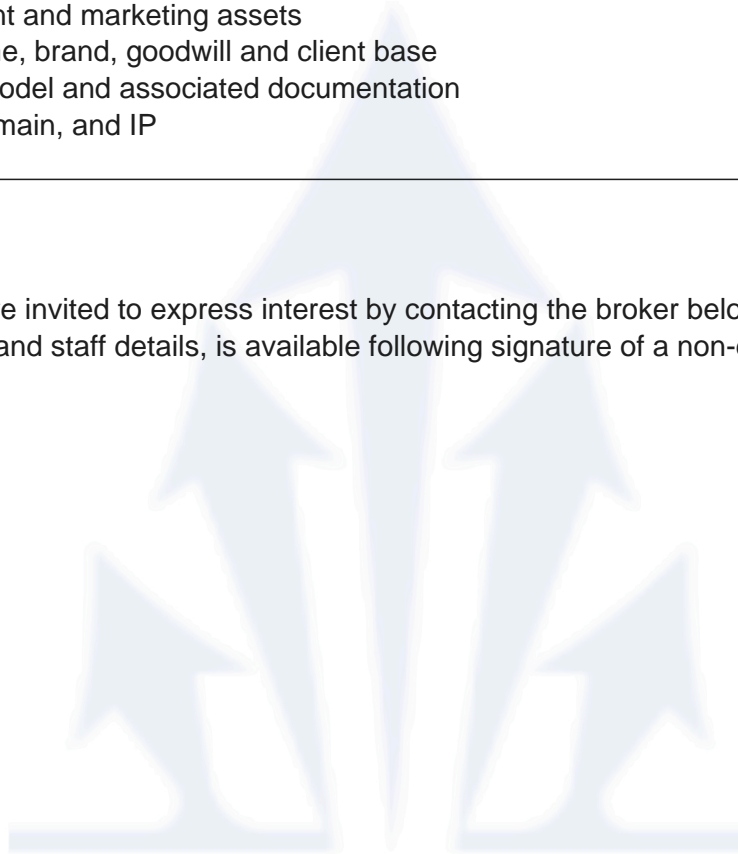 nt and marketing assets
e, brand, goodwill and client base
odel and associated documentation
main, and IP
e invited to express interest by contacting the broker belo
and staff details, is available following signature of a non-